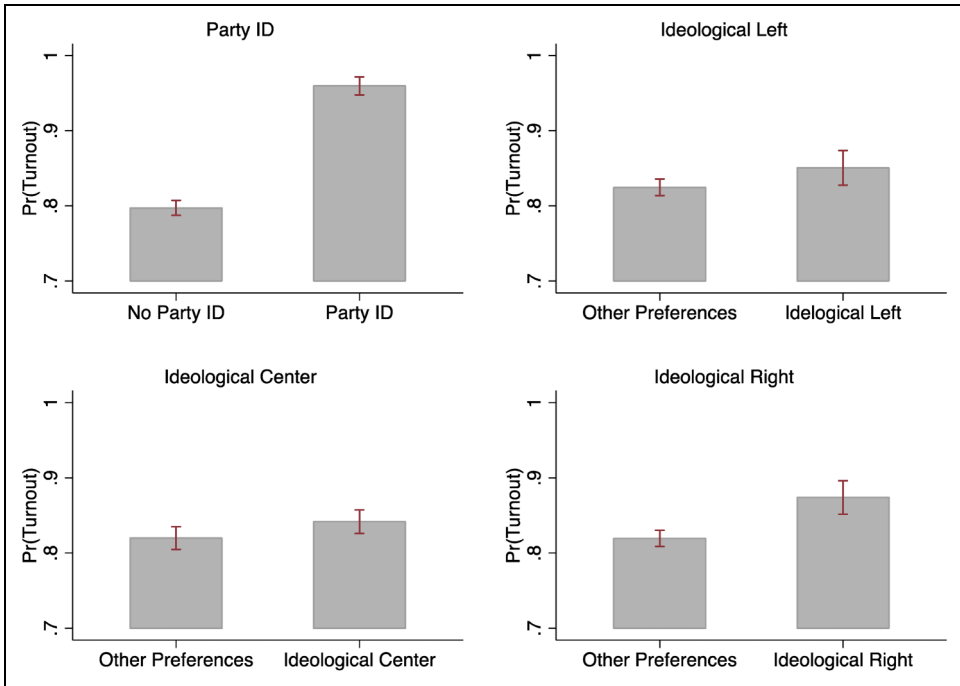 Party ID
Pr(Turnout)
1
.9
.8
.7
No Party ID
Party ID
Ideological Left
Pr(Turnout)
1
.9
.8
.7
Other Preferences
Idelogical Left
Ideological Center
Pr(Turnout)
1
.9
.8
.7
Other Preferences
Ideological Center
Ideological Right
Pr(Turnout)
1
.9
.8
.7
Other Preferences
Ideological Right